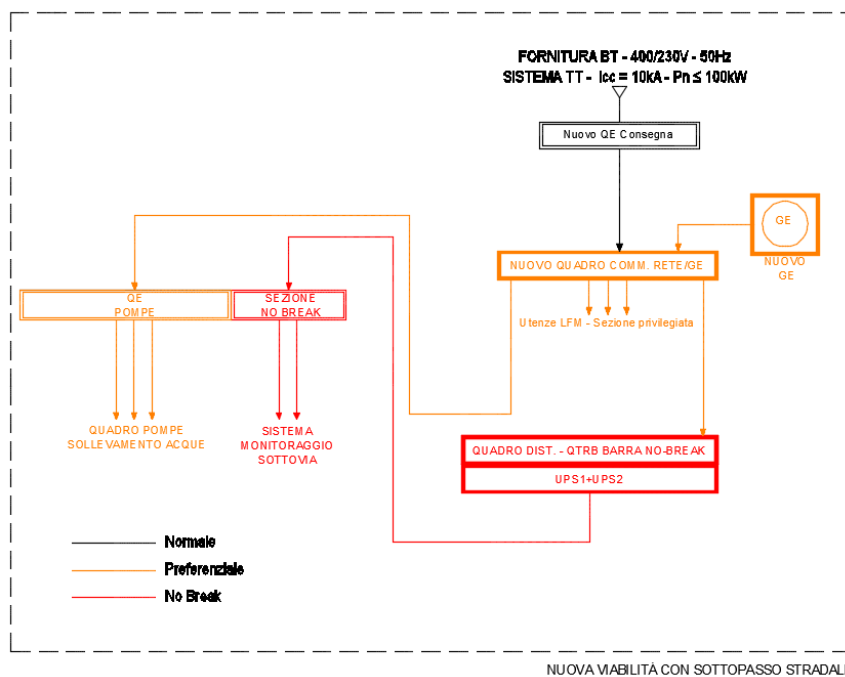 FORNITURA BT - 400/230V - 50Hz
SISTEMA TT - Icc = 10kA - Pn ≤ 100kW
Nuovo QE Consegna
GE
NUOVO
GE
NUOVO QUADRO COMM. RETE/GE
QE
POMPE
SEZIONE
NO BREAK
Utenze LFM - Sezione privilegiata
QUADRO POMPE
SOLLEVAMENTO ACQUE
SISTEMA
MONITORAGGIO
SOTTOVIA
QUADRO DIST. - QTRB BARRA NO-BREAK
UPS1+UPS2
Normale
Preferenziale
No Break
NUOVA VIABILITÀ CON SOTTOPASSO STRADALE